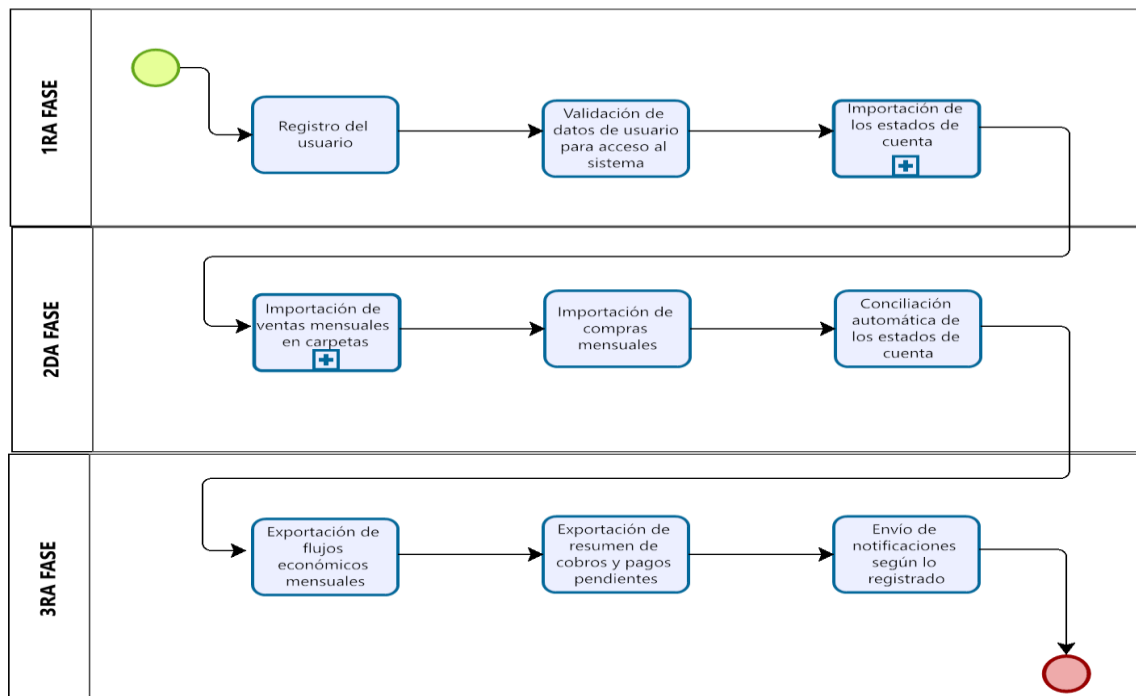 1RA FASE
Registro del
usuario
Validación de
datos de usuario
para acceso al
sistema
Importación de
los estados de
cuenta
2DA FASE
Importación de
ventas mensuales
en carpetas
Importación de
compras
mensuales
Conciliación
automática de
los estados de
cuenta
3RA FASE
Exportación de
flujos
económicos
mensuales
Exportación de
resumen de
cobros y pagos
pendientes
Envío de
notificaciones
según lo
registrado